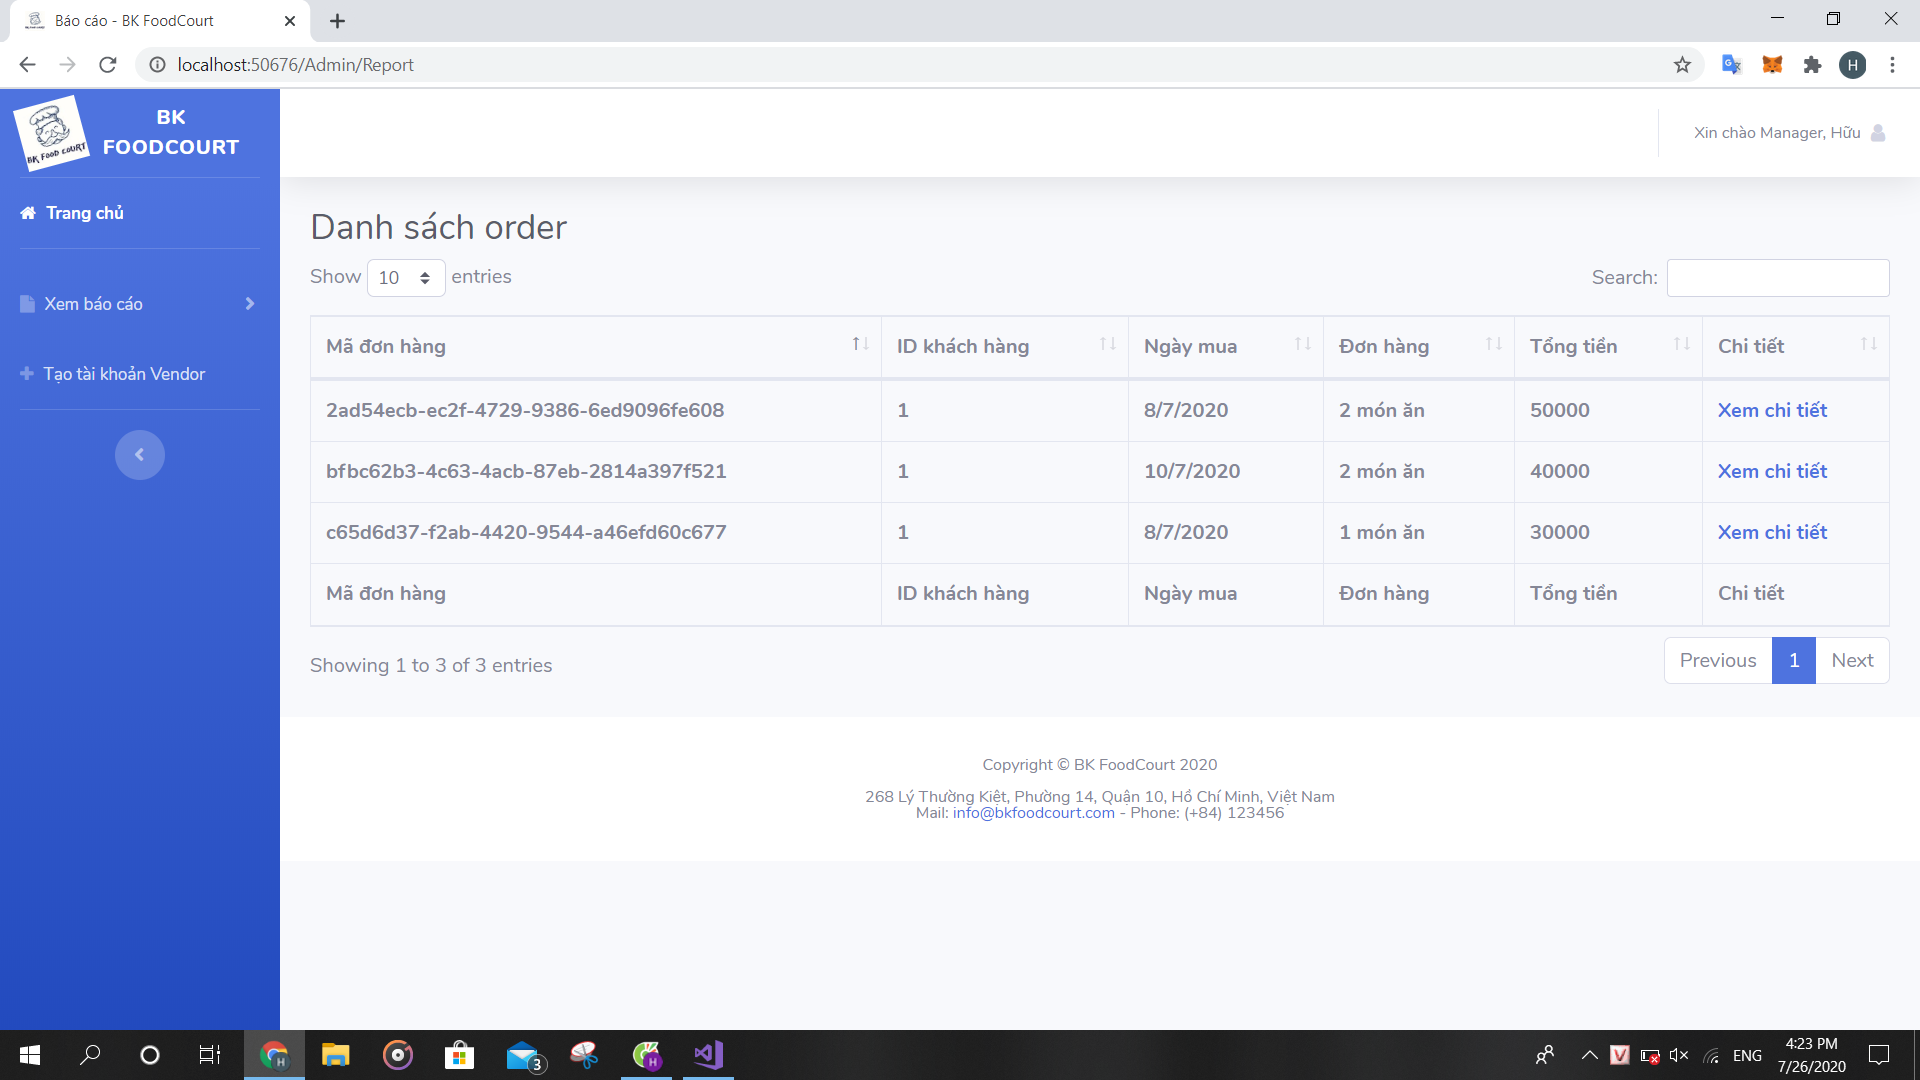 Báo cáo - BK FoodCourt
localhost:50676/Admin/Report
H
BK FOOD COURT
BK
FOODCOURT
Xin chào Manager, Hữu
Trang chủ
Xem báo cáo
Tạo tài khoản Vendor
Danh sách order
Show 10 entries Search:
Mã đơn hàng ID khách hàng Ngày mua Đơn hàng Tổng tiền Chi tiết
2ad54ecb-ec2f-4729-9386-6ed9096fe608 1 8/7/2020 2 món ăn 50000 Xem chi tiết
bfbc62b3-4c63-4acb-87eb-2814a397f521 1 10/7/2020 2 món ăn 40000 Xem chi tiết
c65d6d37-f2ab-4420-9544-a46efd60c677 1 8/7/2020 1 món ăn 30000 Xem chi tiết
Mã đơn hàng ID khách hàng Ngày mua Đơn hàng Tổng tiền Chi tiết
Showing 1 to 3 of 3 entries Previous 1 Next
Copyright © BK FoodCourt 2020
268 Lý Thường Kiệt, Phường 14, Quận 10, Hồ Chí Minh, Việt Nam
Mail: info@bkfoodcourt.com - Phone: (+84) 123456
3
ENG
4:23 PM
7/26/2020